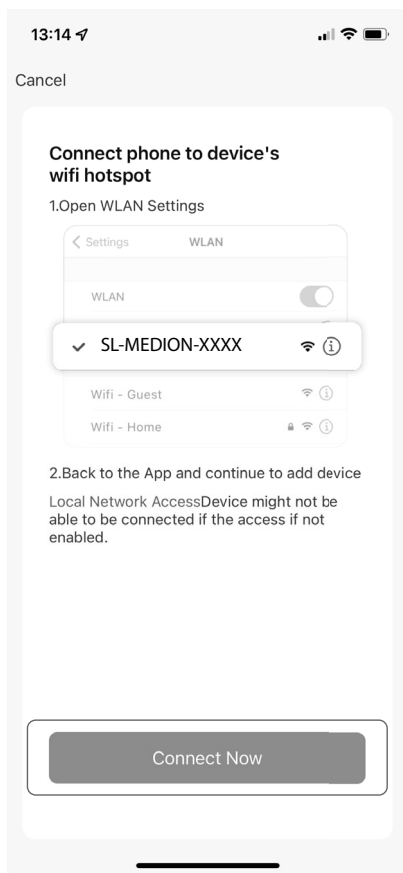 13:14
Cancel
Connect phone to device's
wifi hotspot
1.Open WLAN Settings
Settings WLAN
WLAN
SL-MEDION-XXXX
Wifi - Guest
Wifi - Home
2.Back to the App and continue to add device
Local Network AccessDevice might not be
able to be connected if the access if not
enabled.
Connect Now